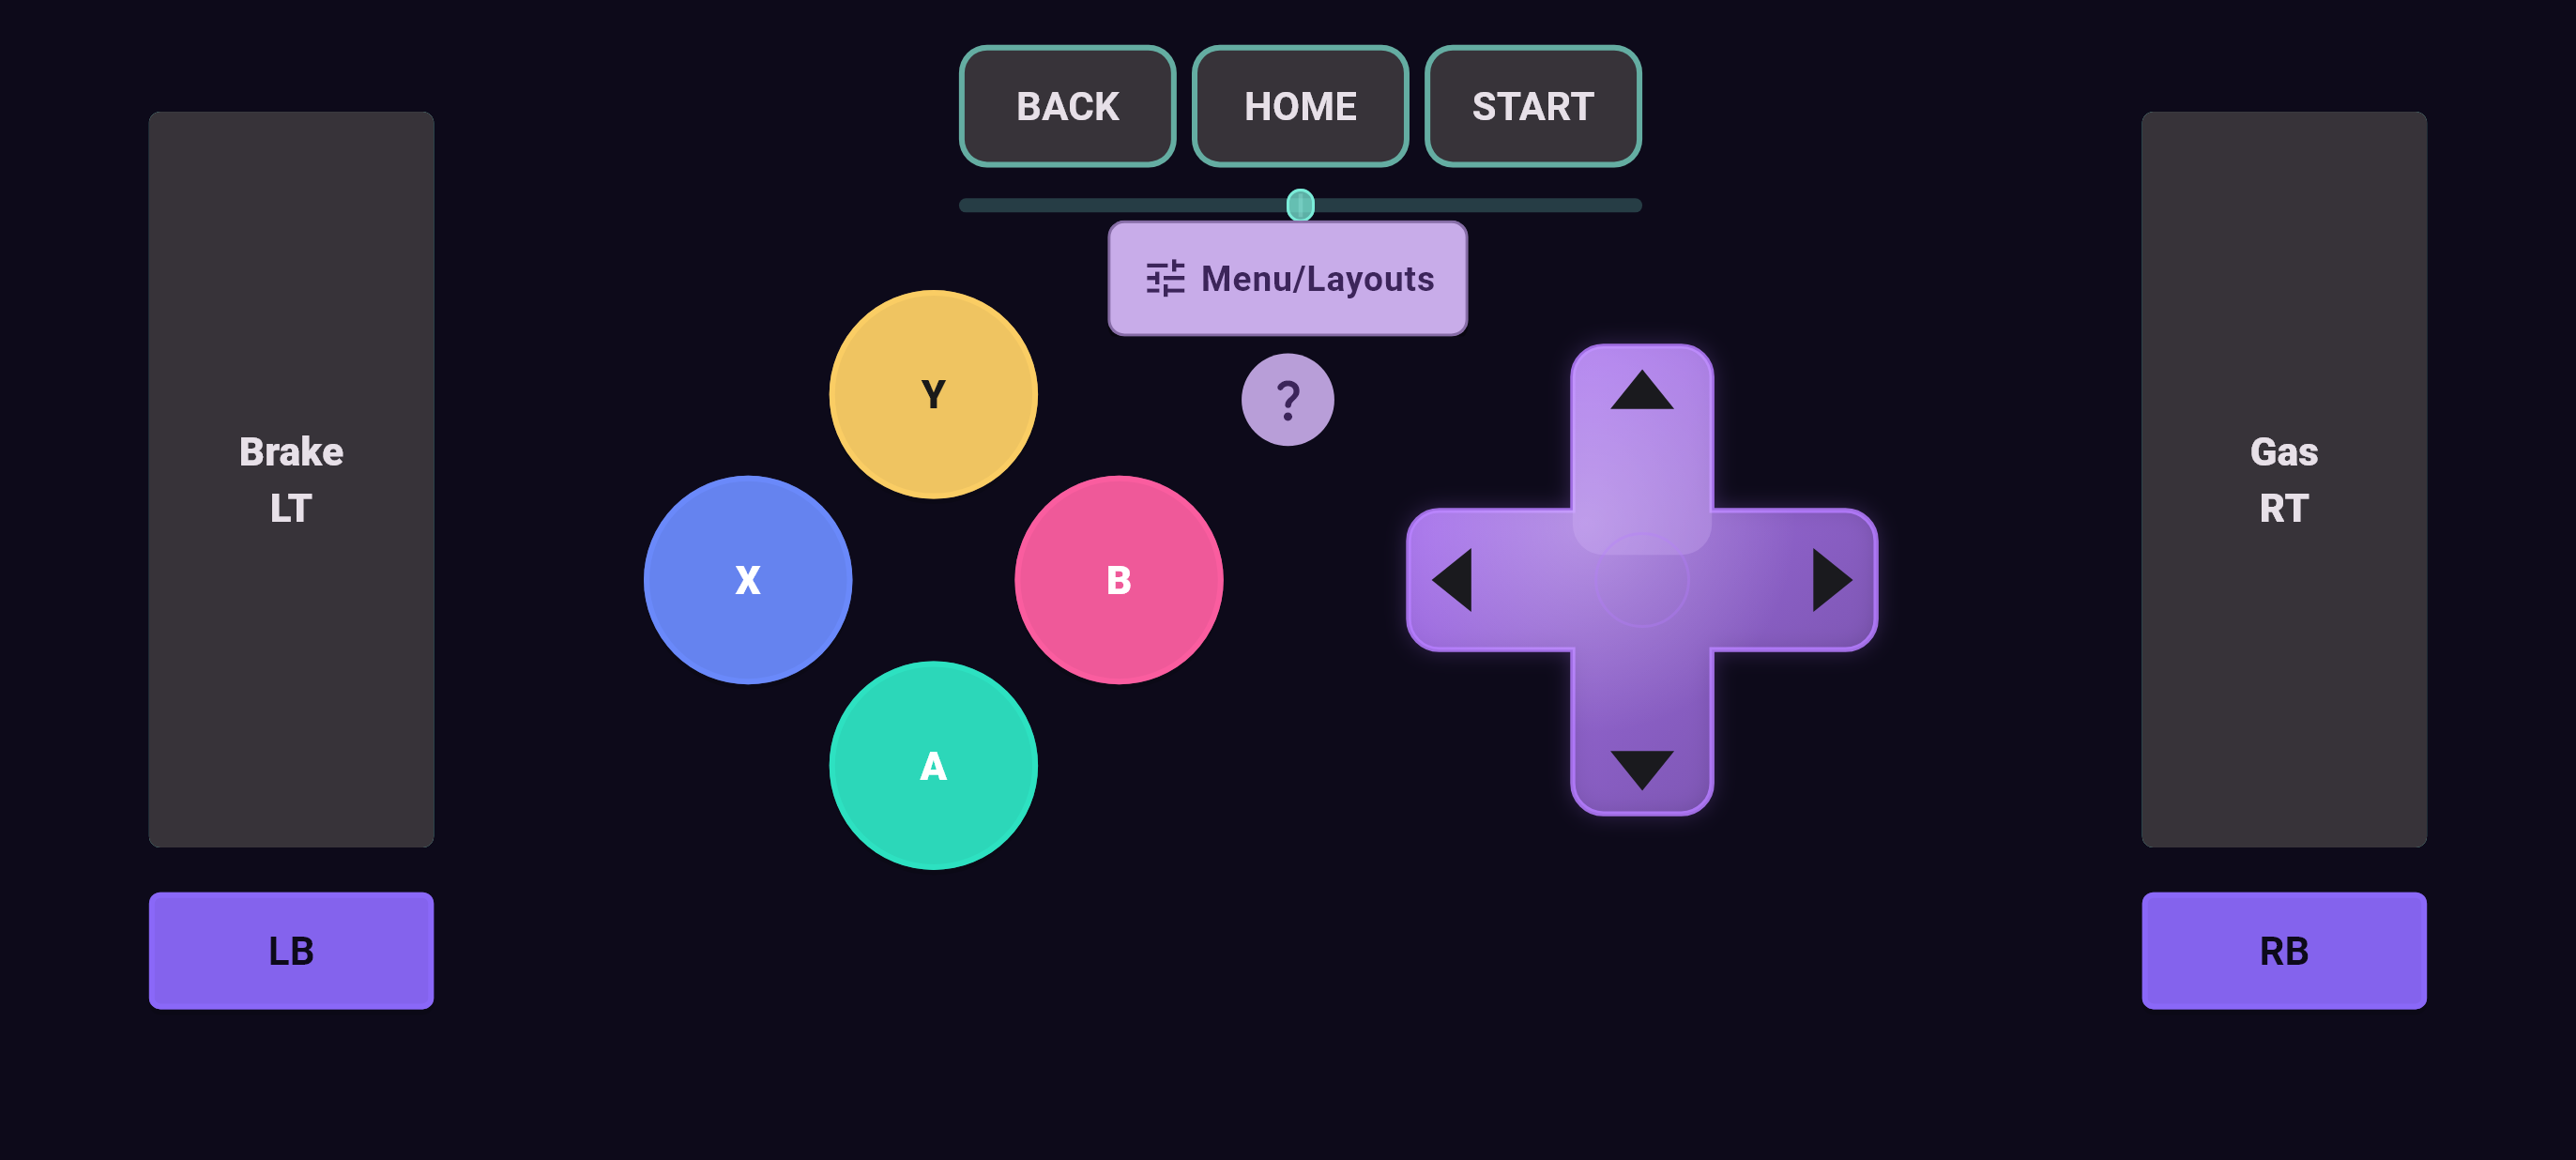 BACK
HOME
START
Menu/Layouts
?
Brake
LT
Y
X
B
A
Gas
RT
LB
RB